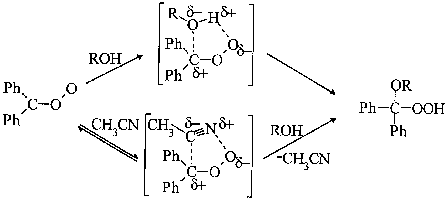 R
δ-
O
H
δ+
ROH
Ph
Ph
C
O
O
δ-
δ+
Ph
Ph
C
O
O
OR
Ph
C
OOH
Ph
CH₃CN
CH₃
δ-
C≡N
δ+
ROH
-CH₃CN
Ph
Ph
C
O
O
δ-
δ+